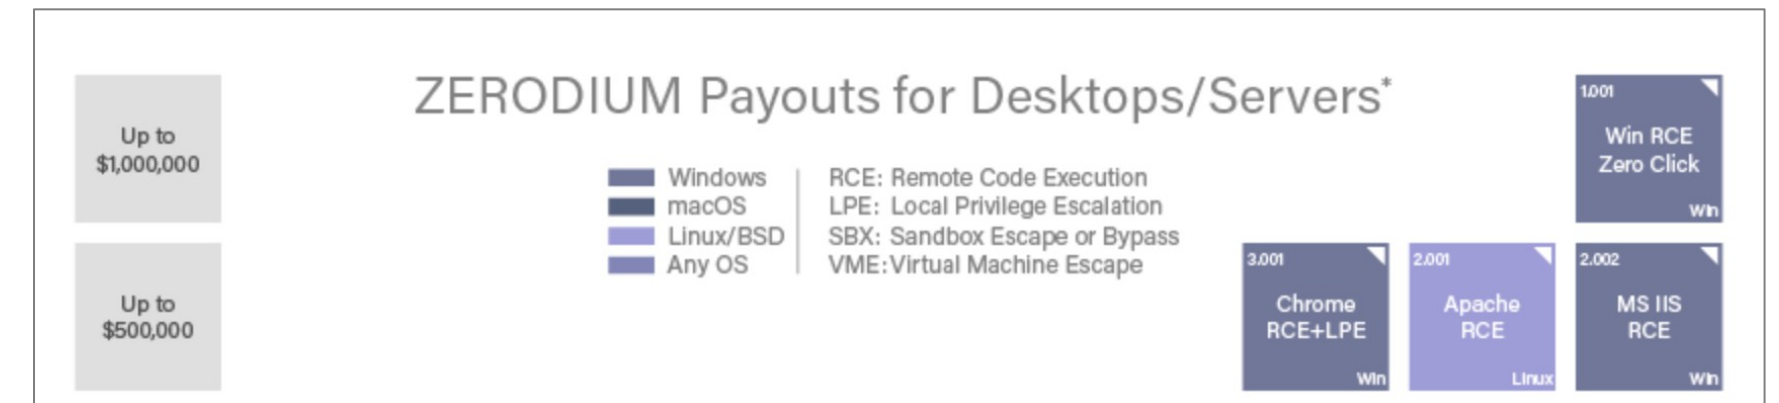 ZERODIUM Payouts for Desktops/Servers*
Up to
$1,000,000
Windows
macOS
Linux/BSD
Any OS
RCE: Remote Code Execution
LPE: Local Privilege Escalation
SBX: Sandbox Escape or Bypass
VME: Virtual Machine Escape
1.001
Win RCE
Zero Click
Win
Up to
$500,000
3.001
Chrome
RCE+LPE
Win
2.001
Apache
RCE
Linux
2.002
MS IIS
RCE
Win